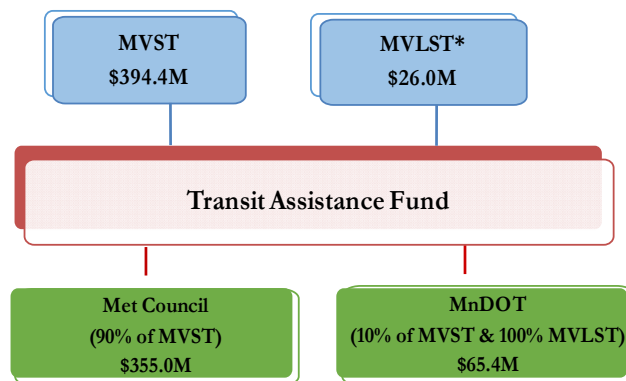 MVST
$394.4M
MVLST*
$26.0M
Transit Assistance Fund
Met Council
(90% of MVST)
$355.0M
MnDOT
(10% of MVST & 100% MVLST)
$65.4M